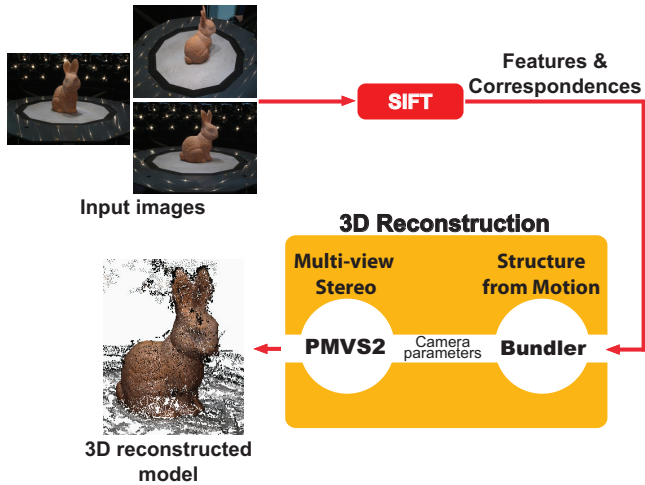 Input images
SIFT
Features &
Correspondences
3D Reconstruction
Multi-view
Stereo
Structure
from Motion
PMVS2
Camera
parameters
Bundler
3D reconstructed
model